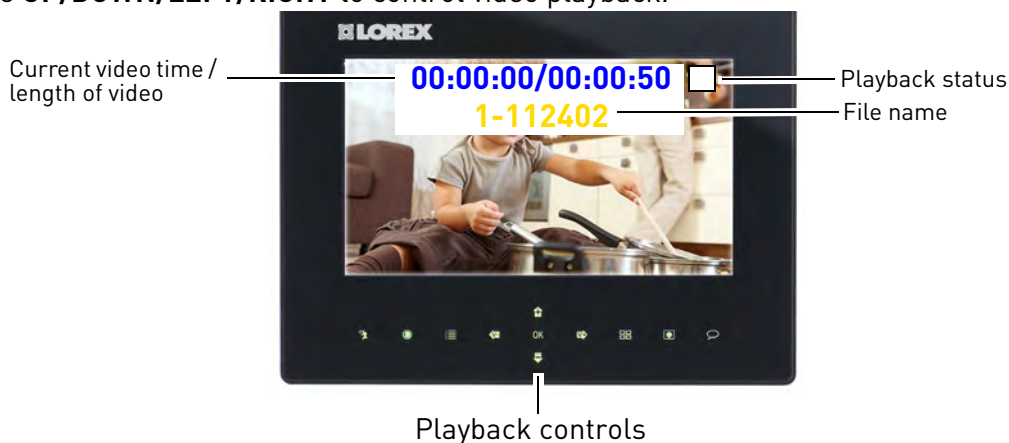 UP/DOWN/LEFT/RIGHT to control video playback.
LOREX
Current video time /
length of video
00:00:00/00:00:50
Playback status
1-112402
File name
OK
Playback controls